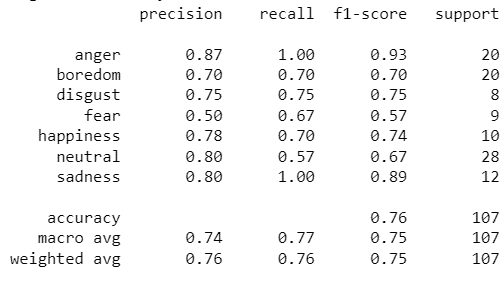 precision recall f1-score support
anger 0.87 1.00 0.93 20
boredom 0.70 0.70 0.70 20
disgust 0.75 0.75 0.75 8
fear 0.50 0.67 0.57 9
happiness 0.78 0.70 0.74 10
neutral 0.80 0.57 0.67 28
sadness 0.80 1.00 0.89 12
accuracy 0.76 107
macro avg 0.74 0.77 0.75 107
weighted avg 0.76 0.76 0.75 107